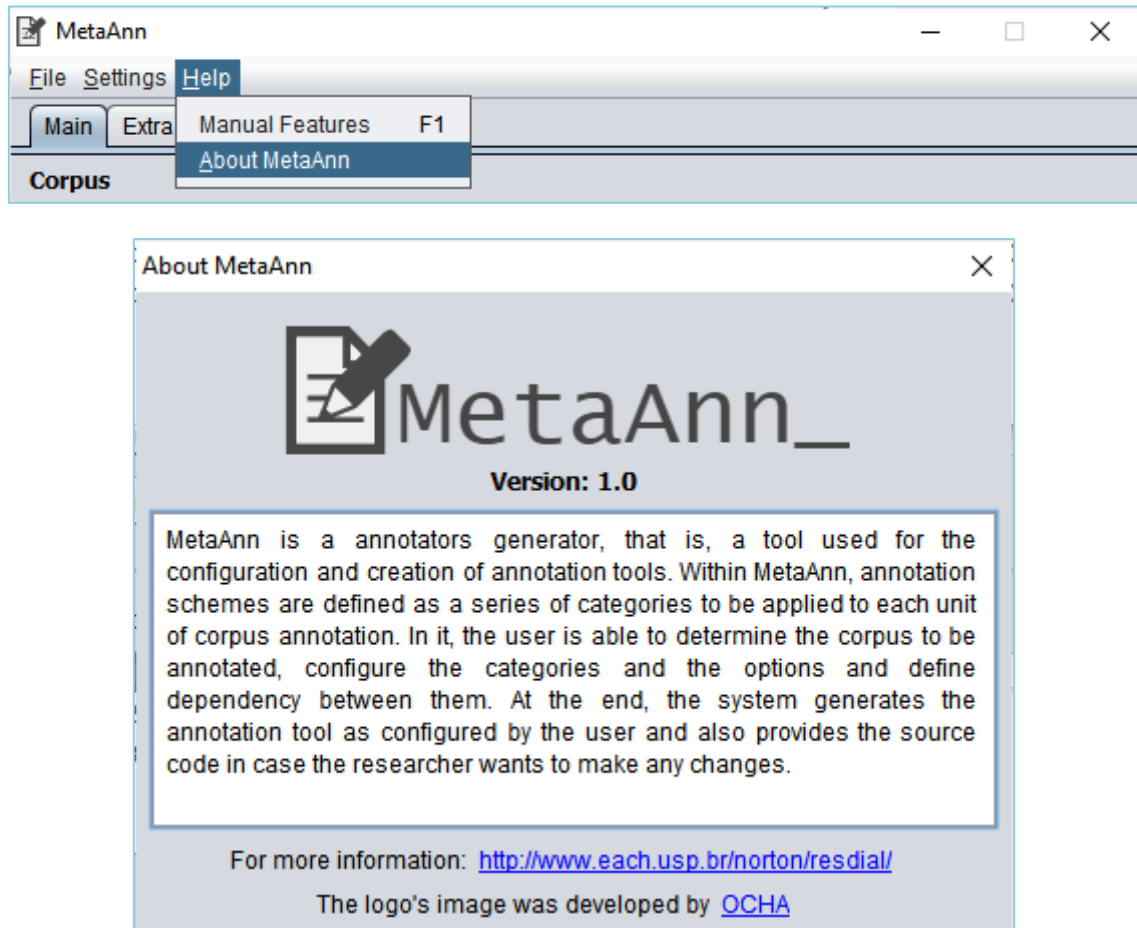 MetaAnn
File Settings Help
Main Extra
Manual Features F1
About MetaAnn
Corpus
About MetaAnn
MetaAnn_
Version: 1.0
MetaAnn is a annotators generator, that is, a tool used for the
configuration and creation of annotation tools. Within MetaAnn, annotation
schemes are defined as a series of categories to be applied to each unit
of corpus annotation. In it, the user is able to determine the corpus to be
annotated, configure the categories and the options and define
dependency between them. At the end, the system generates the
annotation tool as configured by the user and also provides the source
code in case the researcher wants to make any changes.
For more information: http://www.each.usp.br/norton/resdial/
The logo's image was developed by OCHA